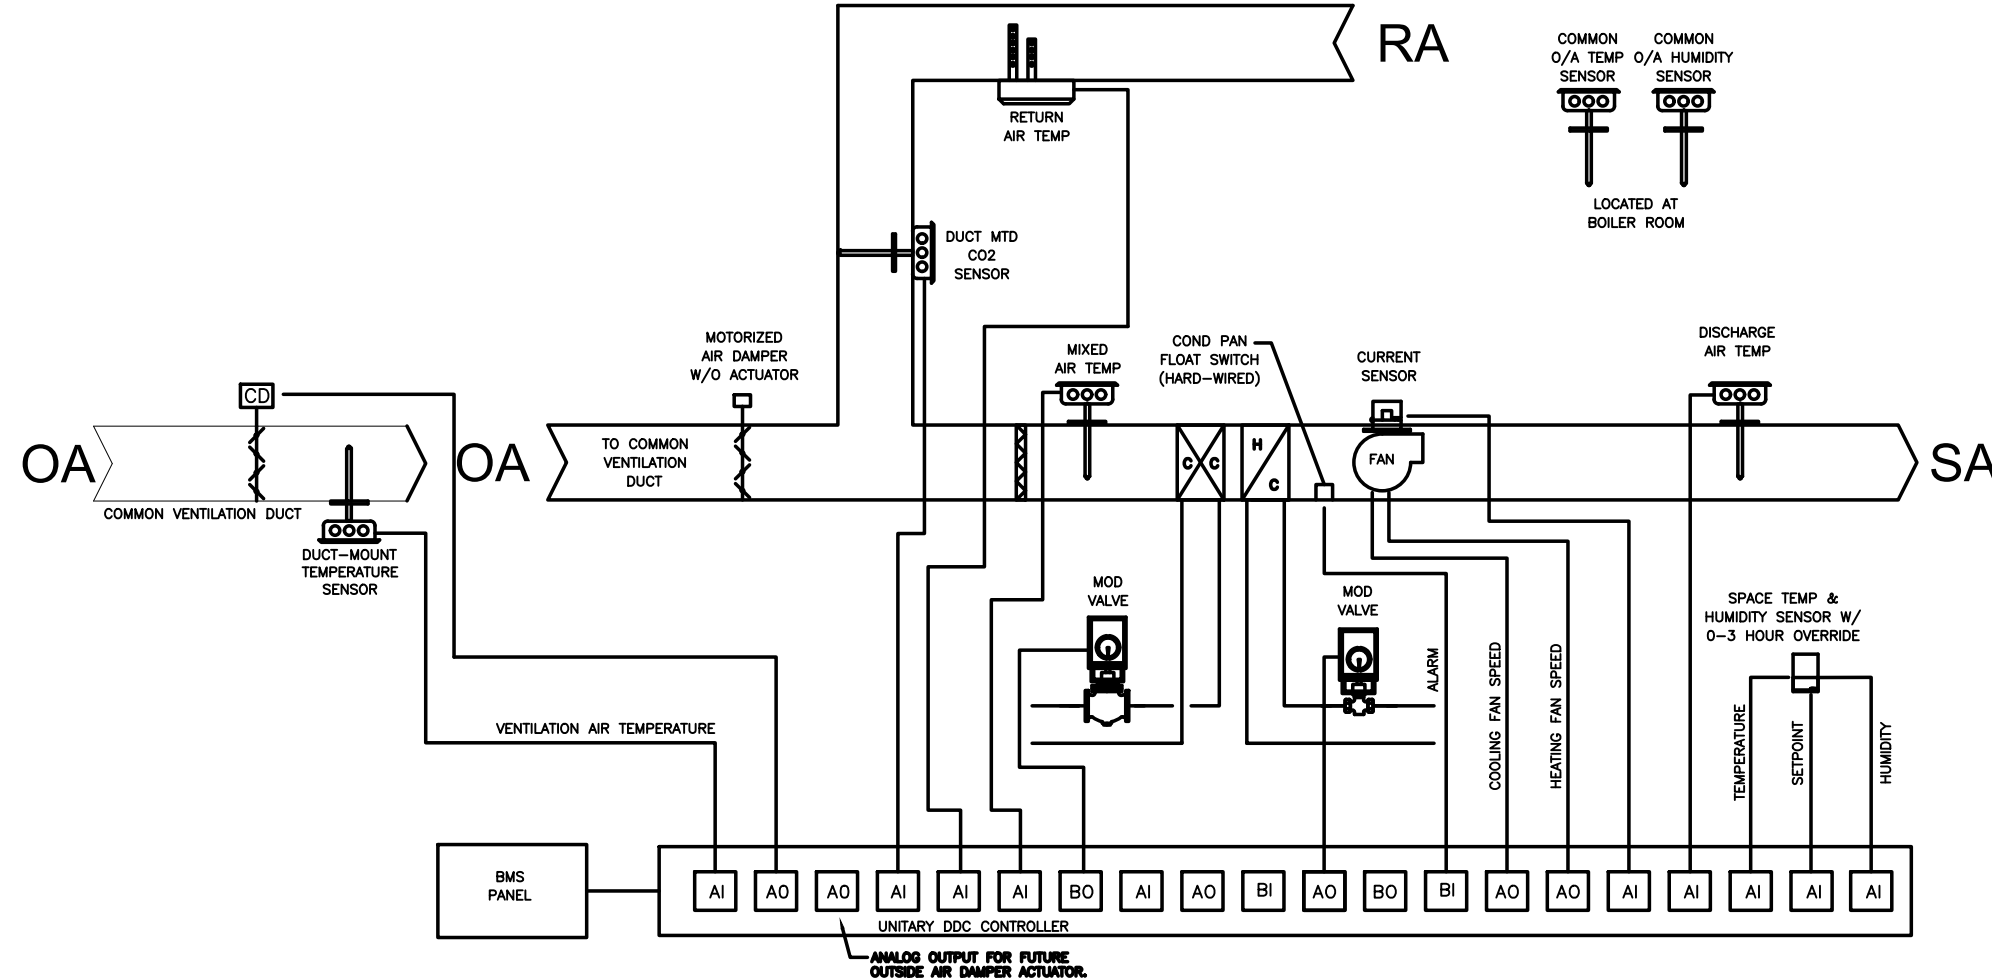 RA
COMMON
O/A TEMP
SENSOR
COMMON
O/A HUMIDITY
SENSOR
LOCATED AT
BOILER ROOM
RETURN
AIR TEMP
DUCT MTD
CO2
SENSOR
MOTORIZED
AIR DAMPER
W/O ACTUATOR
MIXED
AIR TEMP
COND PAN
FLOAT SWITCH
(HARD-WIRED)
CURRENT
SENSOR
DISCHARGE
AIR TEMP
CD
OA
OA
TO COMMON
VENTILATION
DUCT
C C
H
C
FAN
SA
COMMON VENTILATION DUCT
DUCT-MOUNT
TEMPERATURE
SENSOR
MOD
VALVE
MOD
VALVE
SPACE TEMP &
HUMIDITY SENSOR W/
0-3 HOUR OVERRIDE
VENTILATION AIR TEMPERATURE
ALARM
COOLING FAN SPEED
HEATING FAN SPEED
TEMPERATURE
SETPOINT
HUMIDITY
BMS
PANEL
AI AO AO AI AI AI BO AI AO BI AO BO BI AO AO AI AI AI AI AI
UNITARY DDC CONTROLLER
ANALOG OUTPUT FOR FUTURE
OUTSIDE AIR DAMPER ACTUATOR.